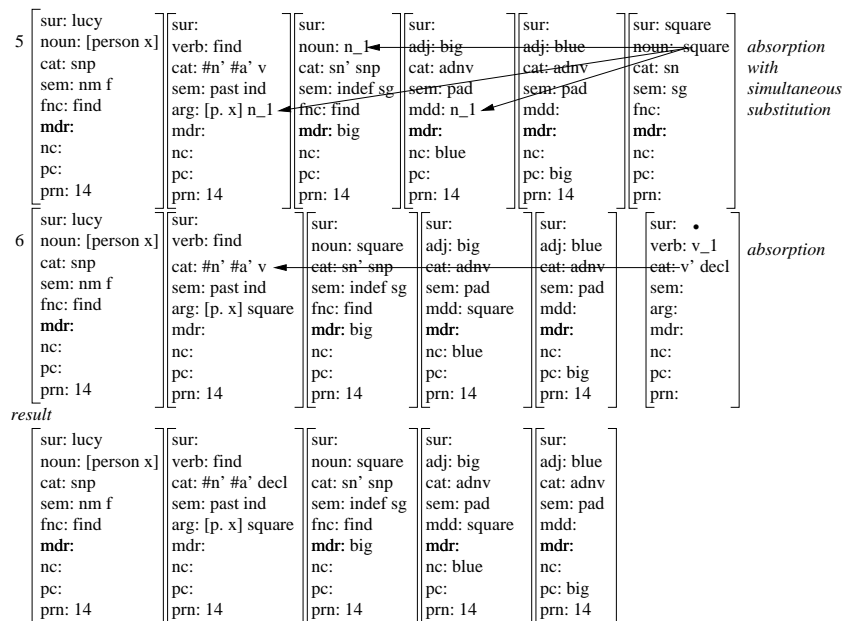 5
sur: lucy
noun: [person x]
cat: snp
sem: nm f
fnc: find
mdr:
nc:
pc:
prn: 14
sur:
verb: find
cat: #n’ #a’ v
sem: past ind
arg: [p. x] n_1
mdr:
nc:
pc:
prn: 14
sur:
noun: n_1
cat: sn’ snp
sem: indef sg
fnc: find
mdr: big
nc:
pc:
prn: 14
sur:
adj: big
cat: adnv
sem: pad
mdd: n_1
mdr:
nc: blue
pc:
prn: 14
sur:
adj: blue
cat: adnv
sem: pad
mdd:
mdr:
nc:
pc: big
prn: 14
sur: square
noun: square
cat: sn
sem: sg
fnc:
mdr:
nc:
pc:
prn:
absorption
with
simultaneous
substitution
6
sur: lucy
noun: [person x]
cat: snp
sem: nm f
fnc: find
mdr:
nc:
pc:
prn: 14
sur:
verb: find
cat: #n’ #a’ v
sem: past ind
arg: [p. x] square
mdr:
nc:
pc:
prn: 14
sur:
noun: square
cat: sn’ snp
sem: indef sg
fnc: find
mdr: big
nc:
pc:
prn: 14
sur:
adj: big
cat: adnv
sem: pad
mdd: square
mdr:
nc: blue
pc:
prn: 14
sur:
adj: blue
cat: adnv
sem: pad
mdd:
mdr:
nc:
pc: big
prn: 14
sur: •
verb: v_1
cat: v’ decl
sem:
arg:
mdr:
nc:
pc:
prn:
absorption
result
sur: lucy
noun: [person x]
cat: snp
sem: nm f
fnc: find
mdr:
nc:
pc:
prn: 14
sur:
verb: find
cat: #n’ #a’ decl
sem: past ind
arg: [p. x] square
mdr:
nc:
pc:
prn: 14
sur:
noun: square
cat: sn’ snp
sem: indef sg
fnc: find
mdr: big
nc:
pc:
prn: 14
sur:
adj: big
cat: adnv
sem: pad
mdd: square
mdr:
nc: blue
pc:
prn: 14
sur:
adj: blue
cat: adnv
sem: pad
mdd:
mdr:
nc:
pc: big
prn: 14